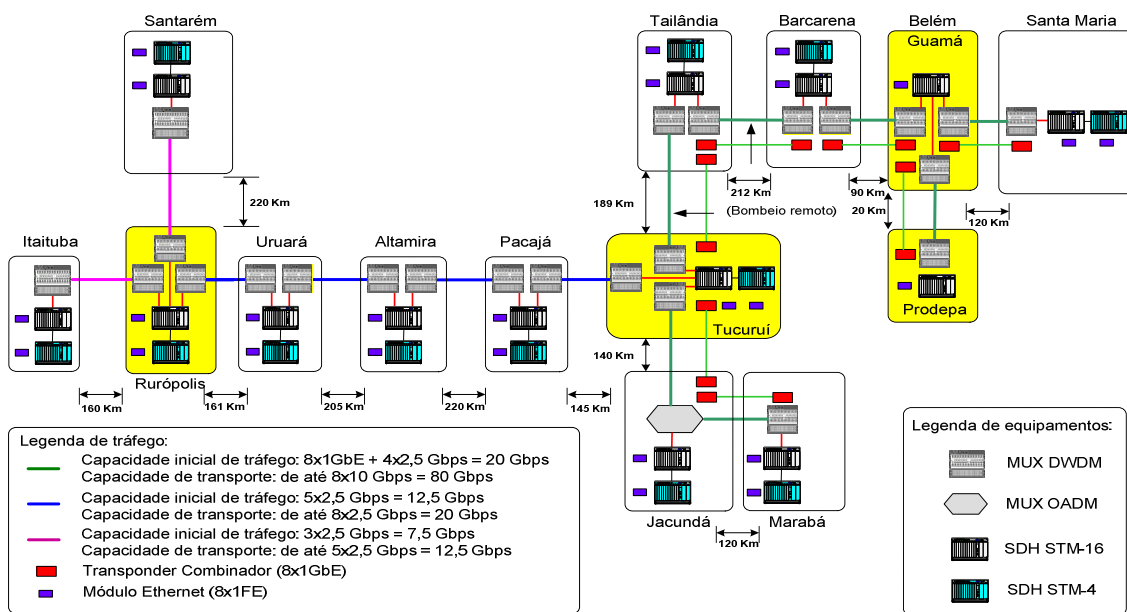 Santarém
Tailândia
Barcarena
Belém
Santa Maria
Guamá
220 Km
189 Km
212 Km
(Bombeio remoto)
90 Km
20 Km
120 Km
Itaituba
Uruará
Altamira
Pacajá
Prodepa
Tucuruí
Rurópolis
140 Km
160 Km
161 Km
205 Km
220 Km
145 Km
Jacundá
Marabá
120 Km
Legenda de tráfego:
Capacidade inicial de tráfego: 8x1GbE + 4x2,5 Gbps = 20 Gbps
Capacidade de transporte: de até 8x10 Gbps = 80 Gbps
Capacidade inicial de tráfego: 5x2,5 Gbps = 12,5 Gbps
Capacidade de transporte: de até 8x2,5 Gbps = 20 Gbps
Capacidade inicial de tráfego: 3x2,5 Gbps = 7,5 Gbps
Capacidade de transporte: de até 5x2,5 Gbps = 12,5 Gbps
Transponder Combinador (8x1GbE)
Módulo Ethernet (8x1FE)
Legenda de equipamentos:
MUX DWDM
MUX OADM
SDH STM-16
SDH STM-4